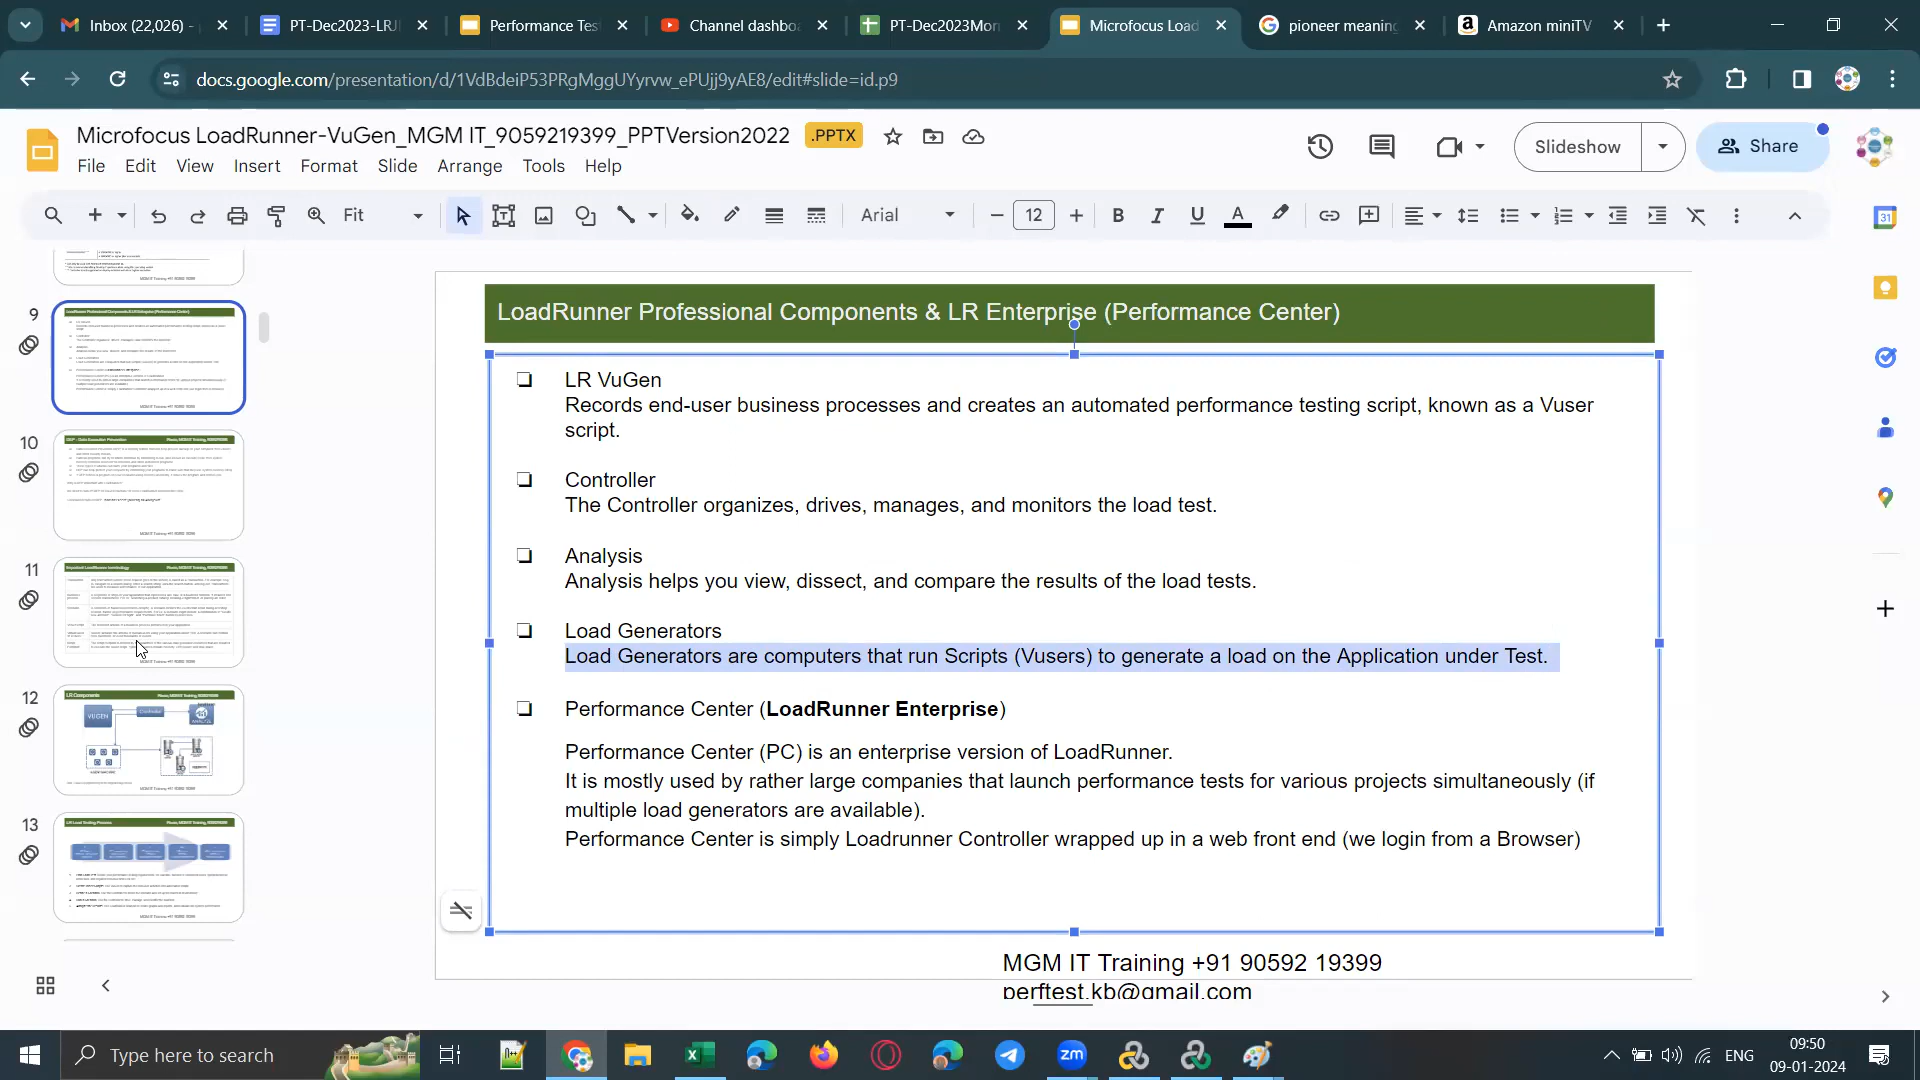 Inbox (22,026) -
PT-Dec2023-LRJI
Performance Tes
Channel dashbo
PT-Dec2023Mon
Microfocus Load
pioneer meaning
Amazon miniTV
docs.google.com/presentation/d/1VdBdeiP53PRgMggUYyrvw_ePUjj9yAE8/edit#slide=id.p9
Microfocus LoadRunner-VuGen_MGM IT_9059219399_PPTVersion2022
.PPTX
File Edit View Insert Format Slide Arrange Tools Help
Slideshow
Share
Fit
Arial
12
9
10
11
12
13
LoadRunner Professional Components & LR Enterprise (Performance Center)
LR VuGen
Records end-user business processes and creates an automated performance testing script, known as a Vuser
script.
Controller
The Controller organizes, drives, manages, and monitors the load test.
Analysis
Analysis helps you view, dissect, and compare the results of the load tests.
Load Generators
Load Generators are computers that run Scripts (Vusers) to generate a load on the Application under Test.
Performance Center (LoadRunner Enterprise)
Performance Center (PC) is an enterprise version of LoadRunner.
It is mostly used by rather large companies that launch performance tests for various projects simultaneously (if
multiple load generators are available).
Performance Center is simply Loadrunner Controller wrapped up in a web front end (we login from a Browser)
MGM IT Training +91 90592 19399
perftest.kb@gmail.com
Type here to search
ENG
09:50
09-01-2024